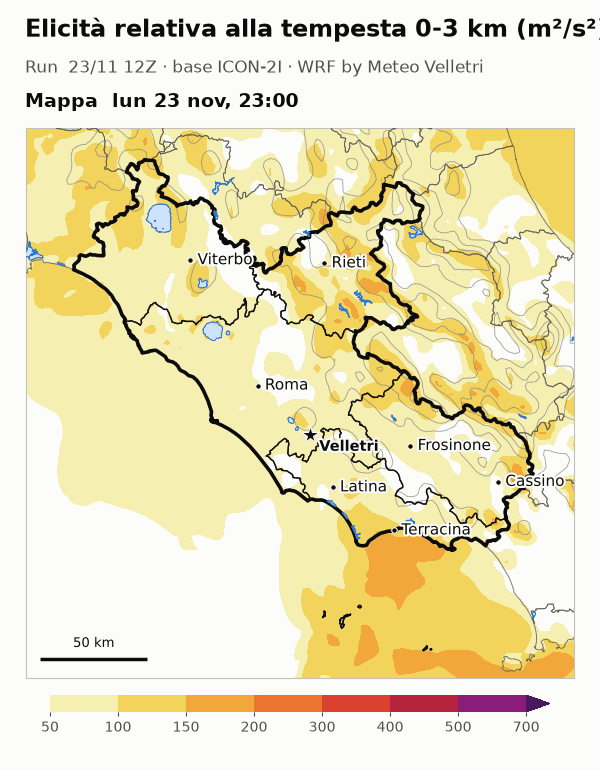 Elicità relativa alla tempesta 0-3 km (m²/s²)
Run  23/11 12Z · base ICON-2I · WRF by Meteo Velletri
Mappa  lun 23 nov, 23:00
Viterbo
Rieti
Roma
Velletri
Frosinone
Cassino
Latina
Terracina
50 km
50 100 150 200 300 400 500 700